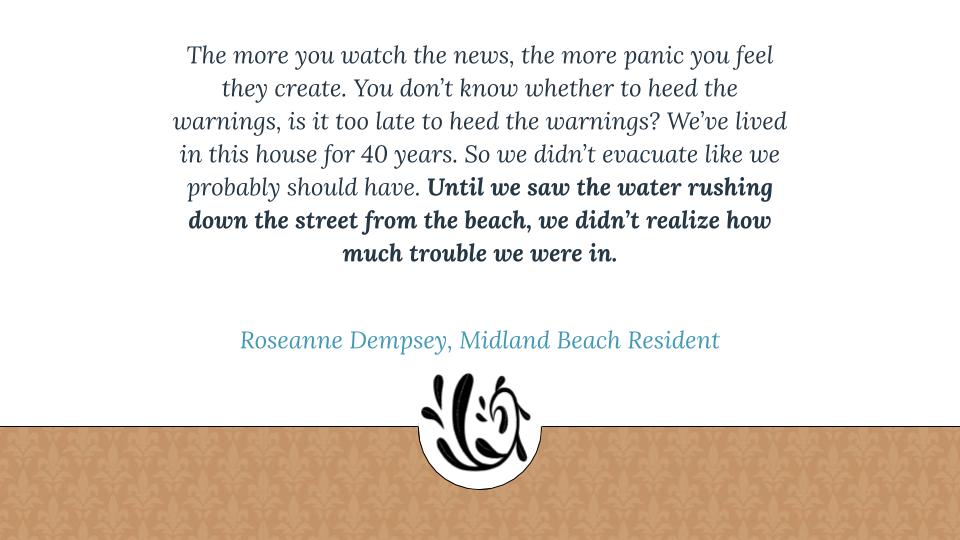 The more you watch the news, the more panic you feel
they create. You don’t know whether to heed the
warnings, is it too late to heed the warnings? We’ve lived
in this house for 40 years. So we didn’t evacuate like we
probably should have. Until we saw the water rushing
down the street from the beach, we didn’t realize how
much trouble we were in.
Roseanne Dempsey, Midland Beach Resident